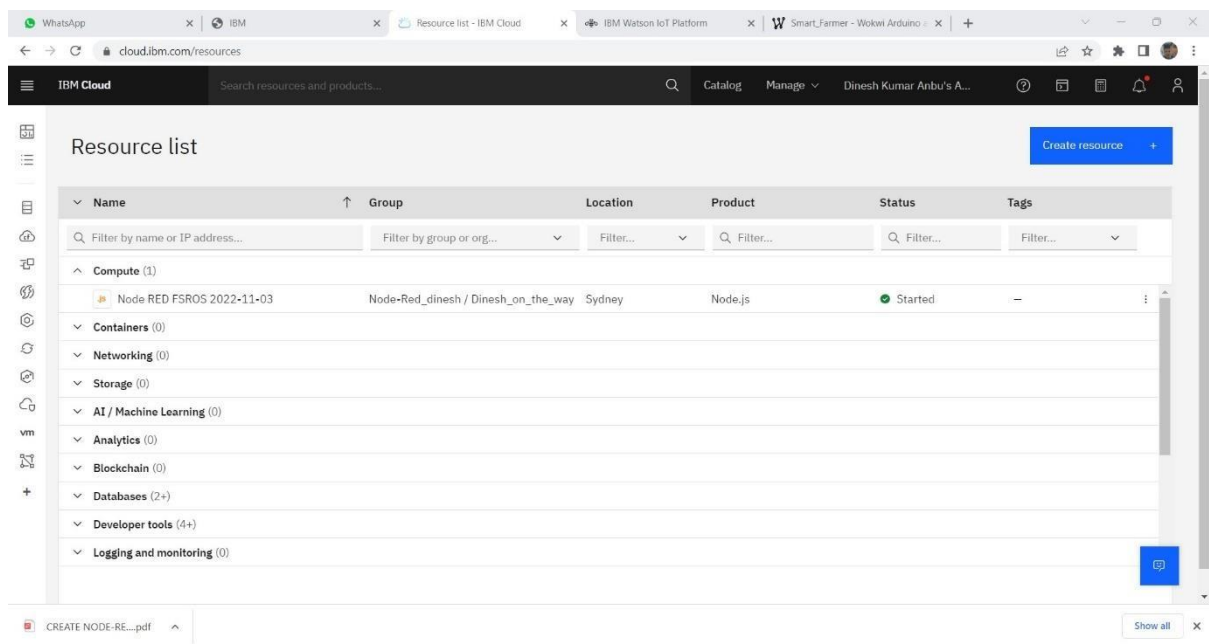 WhatsApp
IBM
Resource list - IBM Cloud
IBM Watson IoT Platform
Smart_Farmer - Wokwi Arduino
cloud.ibm.com/resources
IBM Cloud
Search resources and products...
Catalog
Manage
Dinesh Kumar Anbu's A...
Resource list
Create resource +
Name Group Location Product Status Tags
Filter by name or IP address... Filter by group or org... Filter... Filter... Filter... Filter...
Compute (1)
Node RED FSROS 2022-11-03 Node-Red_dinesh / Dinesh_on_the_way Sydney Node.js Started –
Containers (0)
Networking (0)
Storage (0)
AI / Machine Learning (0)
Analytics (0)
vm
Blockchain (0)
Databases (2+)
Developer tools (4+)
Logging and monitoring (0)
CREATE NODE-RE....pdf
Show all